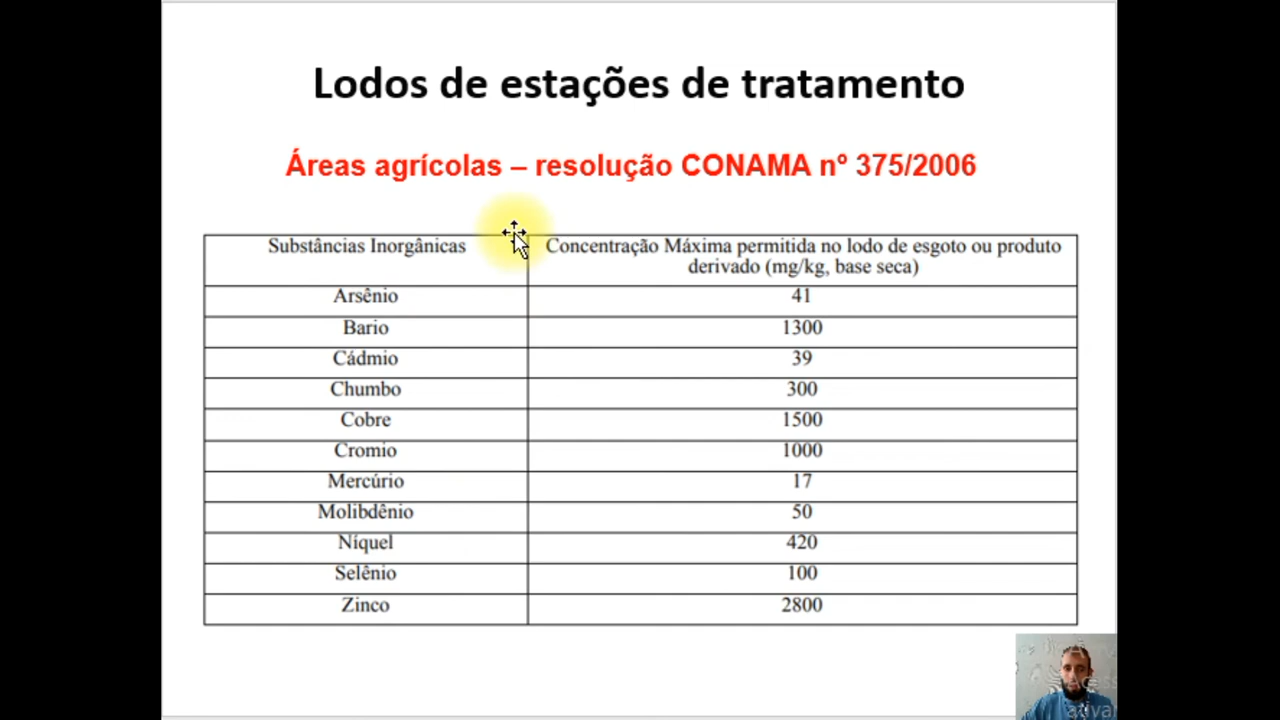 Lodos de estações de tratamento
Áreas agrícolas – resolução CONAMA nº 375/2006
Substâncias Inorgânicas
Concentração Máxima permitida no lodo de esgoto ou produto
derivado (mg/kg, base seca)
Arsênio 41
Bario 1300
Cádmio 39
Chumbo 300
Cobre 1500
Cromio 1000
Mercúrio 17
Molibdênio 50
Níquel 420
Selênio 100
Zinco 2800